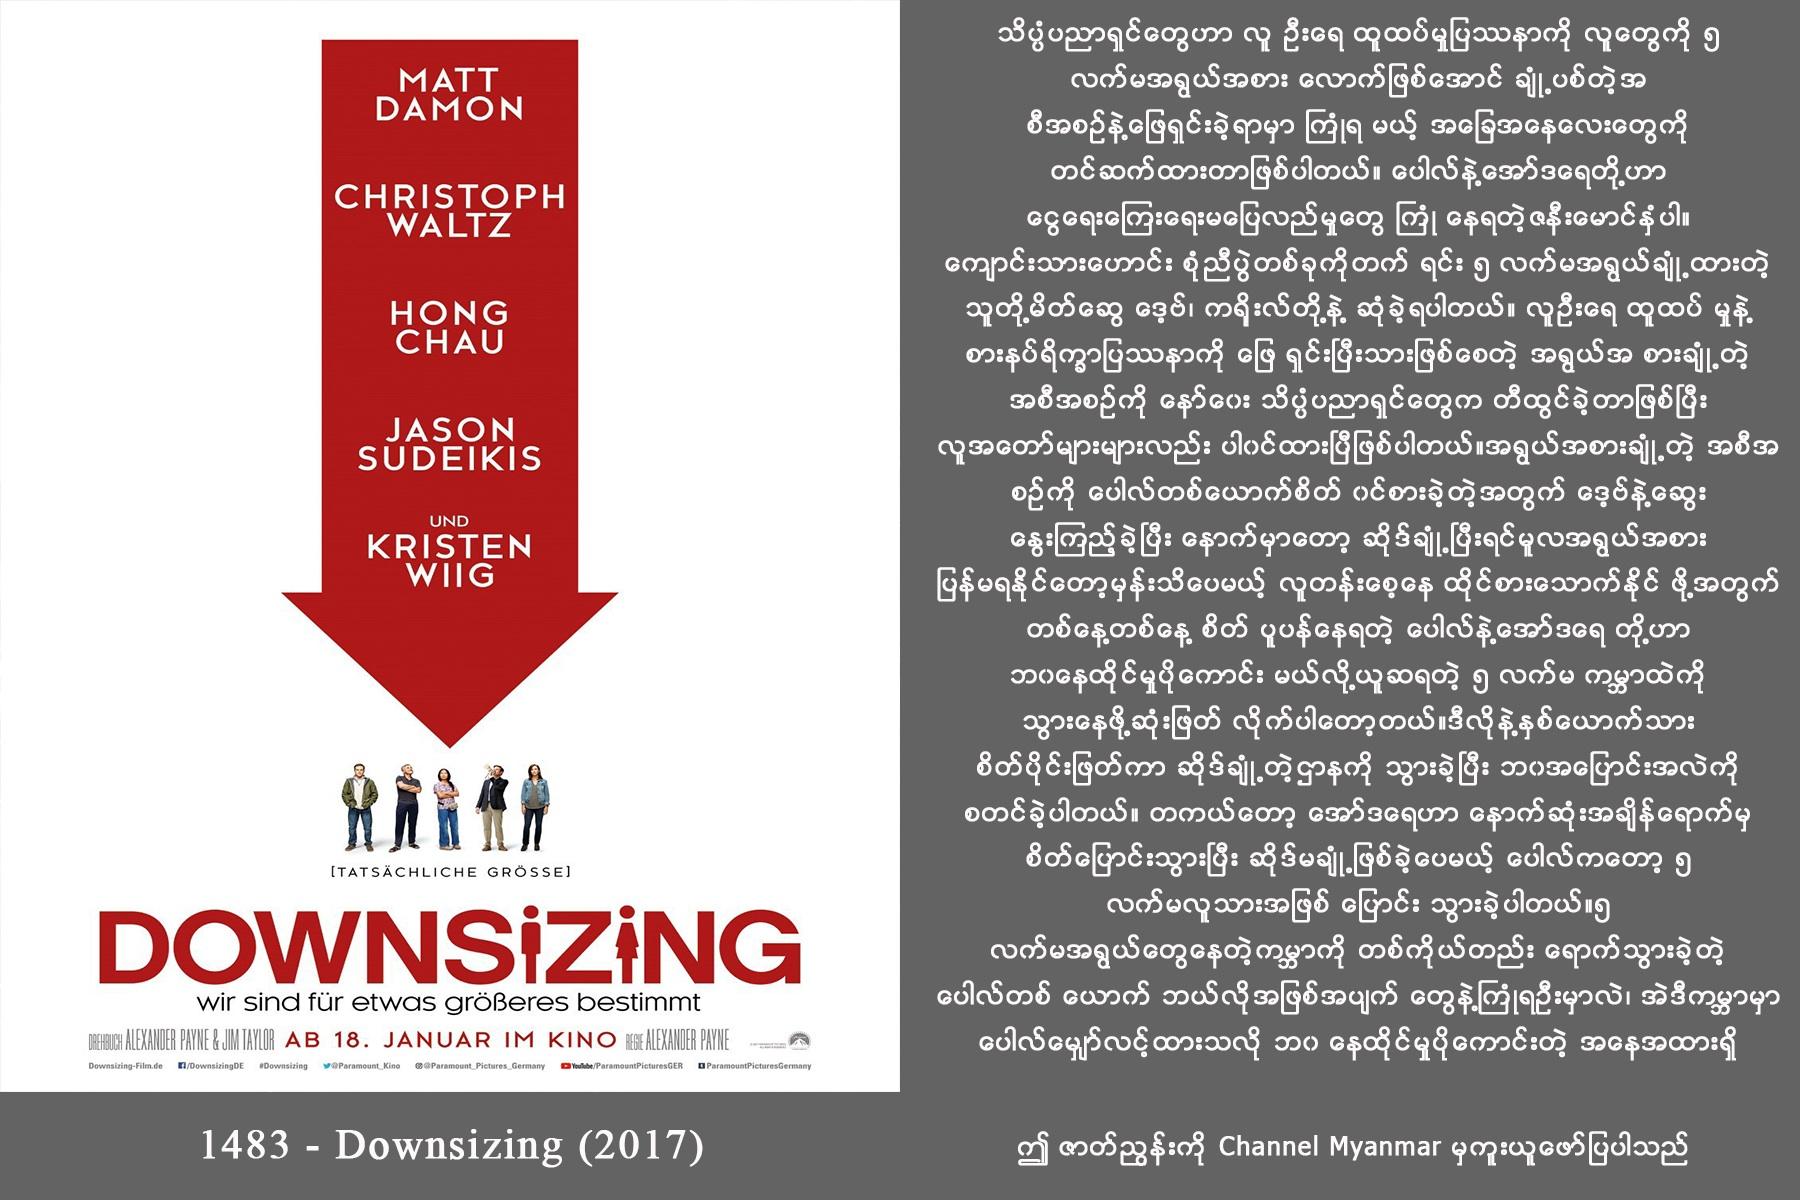 MATT
DAMON
CHRISTOPH
WALTZ
HONG
CHAU
JASON
SUDEIKIS
UND
KRISTEN
WIIG
[TATSÄCHLICHE GRÖSSE]
DOWNSiZiNG
wir sind für etwas größeres bestimmt
DREHBUCH ALEXANDER PAYNE & JIM TAYLOR AB 18. JANUAR IM KINO REGIE ALEXANDER PAYNE
Downsizing-Film.de /DownsizingDE #Downsizing @Paramount_Kino @Paramount_Pictures_Germany YouTube/ParamountPicturesGER ParamountPicturesGermany
1483 - Downsizing (2017)
သိပ္ပံပညာရှင်တွေဟာ လူ ဦးရေ ထူထပ်မှုပြဿနာကို လူတွေကို ၅
လက်မအရွယ်အစား လောက်ဖြစ်အောင် ချုံ့ပစ်တဲ့အ
စီအစဉ်နဲ့ဖြေရှင်းခဲ့ရာမှာ ကြုံရ မယ့် အခြေအနေလေးတွေကို
တင်ဆက်ထားတာဖြစ်ပါတယ်။ ပေါလ်နဲ့အော်ဒရေတို့ဟာ
ငွေရေးကြေးရေးမပြေလည်မှုတွေ ကြုံ နေရတဲ့ဇနီးမောင်နှံပါ။
ကျောင်းသားဟောင်း စုံညီပွဲတစ်ခုကိုတက် ရင်း ၅ လက်မအရွယ်ချုံ့ထားတဲ့
သူတို့မိတ်ဆွေ ဒေ့ဗ်၊ ကရိုးလ်တို့နဲ့ ဆုံခဲ့ရပါတယ်။ လူဦးရေ ထူထပ် မှုနဲ့
စားနပ်ရိက္ခာပြဿနာကို ဖြေ ရှင်းပြီးသားဖြစ်စေတဲ့ အရွယ်အ စားချုံ့တဲ့
အစီအစဉ်ကို နော်ဝေး သိပ္ပံပညာရှင်တွေက တီထွင်ခဲ့တာဖြစ်ပြီး
လူအတော်များများလည်း ပါဝင်ထားပြီဖြစ်ပါတယ်။အရွယ်အစားချုံ့တဲ့ အစီအ
စဉ်ကို ပေါလ်တစ်ယောက်စိတ် ဝင်စားခဲ့တဲ့အတွက် ဒေ့ဗ်နဲ့ဆွေး
နွေးကြည့်ခဲ့ပြီး နောက်မှာတော့ ဆိုဒ်ချုံ့ပြီးရင်မူလအရွယ်အစား
ပြန်မရနိုင်တော့မှန်းသိပေမယ့် လူတန်းစေ့နေ ထိုင်စားသောက်နိုင် ဖို့အတွက်
တစ်နေ့တစ်နေ့ စိတ် ပူပန်နေရတဲ့ ပေါလ်နဲ့အော်ဒရေ တို့ဟာ
ဘဝနေထိုင်မှုပိုကောင်း မယ်လို့ယူဆရတဲ့ ၅ လက်မ ကမ္ဘာထဲကို
သွားနေဖို့ဆုံးဖြတ် လိုက်ပါတော့တယ်။ဒီလိုနဲ့နှစ်ယောက်သား
စိတ်ပိုင်းဖြတ်ကာ ဆိုဒ်ချုံ့တဲ့ဌာနကို သွားခဲ့ပြီး ဘဝအပြောင်းအလဲကို
စတင်ခဲ့ပါတယ်။ တကယ်တော့ အော်ဒရေဟာ နောက်ဆုံးအချိန်ရောက်မှ
စိတ်ပြောင်းသွားပြီး ဆိုဒ်မချုံ့ဖြစ်ခဲ့ပေမယ့် ပေါလ်ကတော့ ၅
လက်မလူသားအဖြစ် ပြောင်း သွားခဲ့ပါတယ်။၅
လက်မအရွယ်တွေနေတဲ့ကမ္ဘာကို တစ်ကိုယ်တည်း ရောက်သွားခဲ့တဲ့
ပေါလ်တစ် ယောက် ဘယ်လိုအဖြစ်အပျက် တွေနဲ့ကြုံရဦးမှာလဲ၊ အဲဒီကမ္ဘာမှာ
ပေါလ်မျှော်လင့်ထားသလို ဘဝ နေထိုင်မှုပိုကောင်းတဲ့ အနေအထားရှိ
ဤ ဇာတ်ညွန်းကို Channel Myanmar မှကူးယူဖော်ပြပါသည်